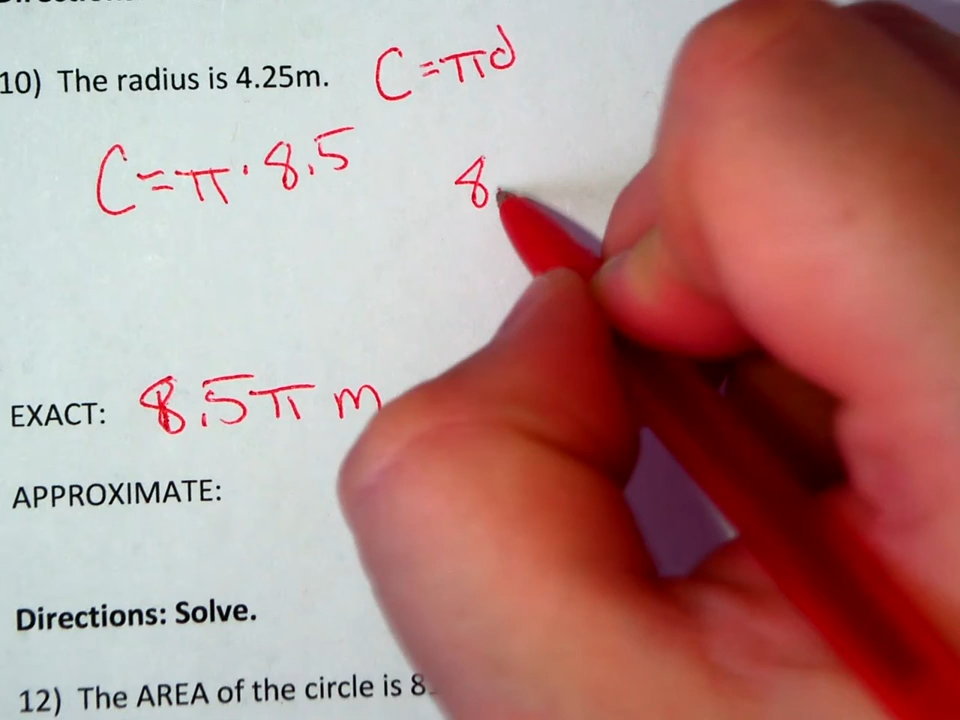 10) The radius is 4.25m. C=πd
C=π·8.5
8
EXACT: 8.5π m
APPROXIMATE:
Directions: Solve.
12) The AREA of the circle is 8